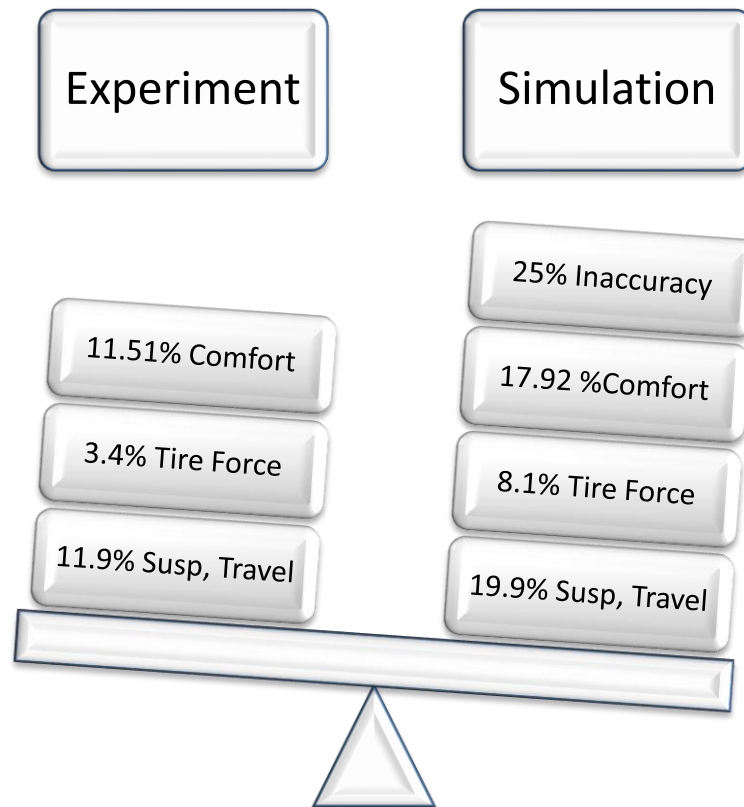 Experiment
Simulation
11.51% Comfort
3.4% Tire Force
11.9% Susp, Travel
25% Inaccuracy
17.92 %Comfort
8.1% Tire Force
19.9% Susp, Travel